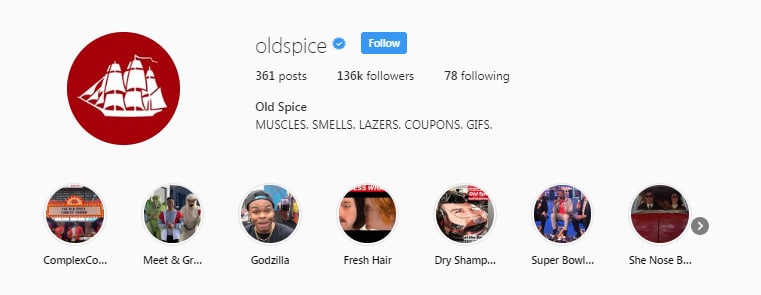 oldspice Follow
361 posts 136k followers 78 following
Old Spice
MUSCLES. SMELLS. LAZERS. COUPONS. GIFS.
ComplexCo... Meet & Gr... Godzilla Fresh Hair Dry Shamp... Super Bowl... She Nose B...